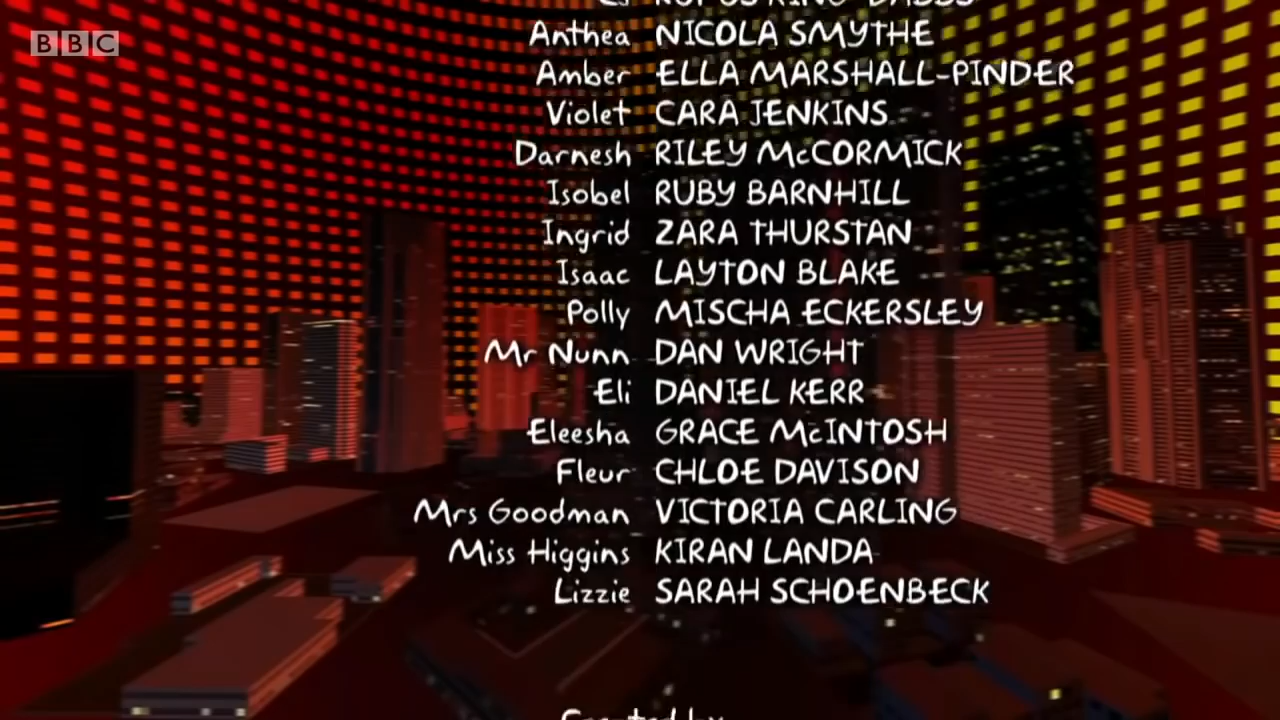 BBC
Anthea NICOLA SMYTHE
Amber ELLA MARSHALL-PINDER
Violet CARA JENKINS
Darnesh RILEY McCORMICK
Isobel RUBY BARNHILL
Ingrid ZARA THURSTAN
Isaac LAYTON BLAKE
Polly MISCHA ECKERSLEY
Mr Nunn DAN WRIGHT
Eli DANIEL KERR
Eleesha GRACE McINTOSH
Fleur CHLOE DAVISON
Mrs Goodman VICTORIA CARLING
Miss Higgins KIRAN LANDA
Lizzie SARAH SCHOENBECK